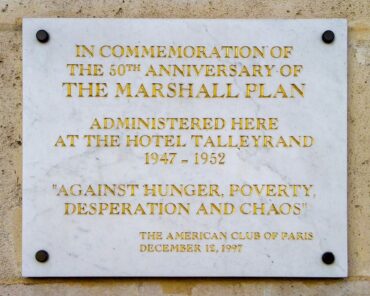 IN COMMEMORATION OF
THE 50TH ANNIVERSARY OF
THE MARSHALL PLAN
ADMINISTERED HERE
AT THE HOTEL TALLEYRAND
1947 - 1952
"AGAINST HUNGER, POVERTY,
DESPERATION AND CHAOS"
THE AMERICAN CLUB OF PARIS
DECEMBER 12, 1997